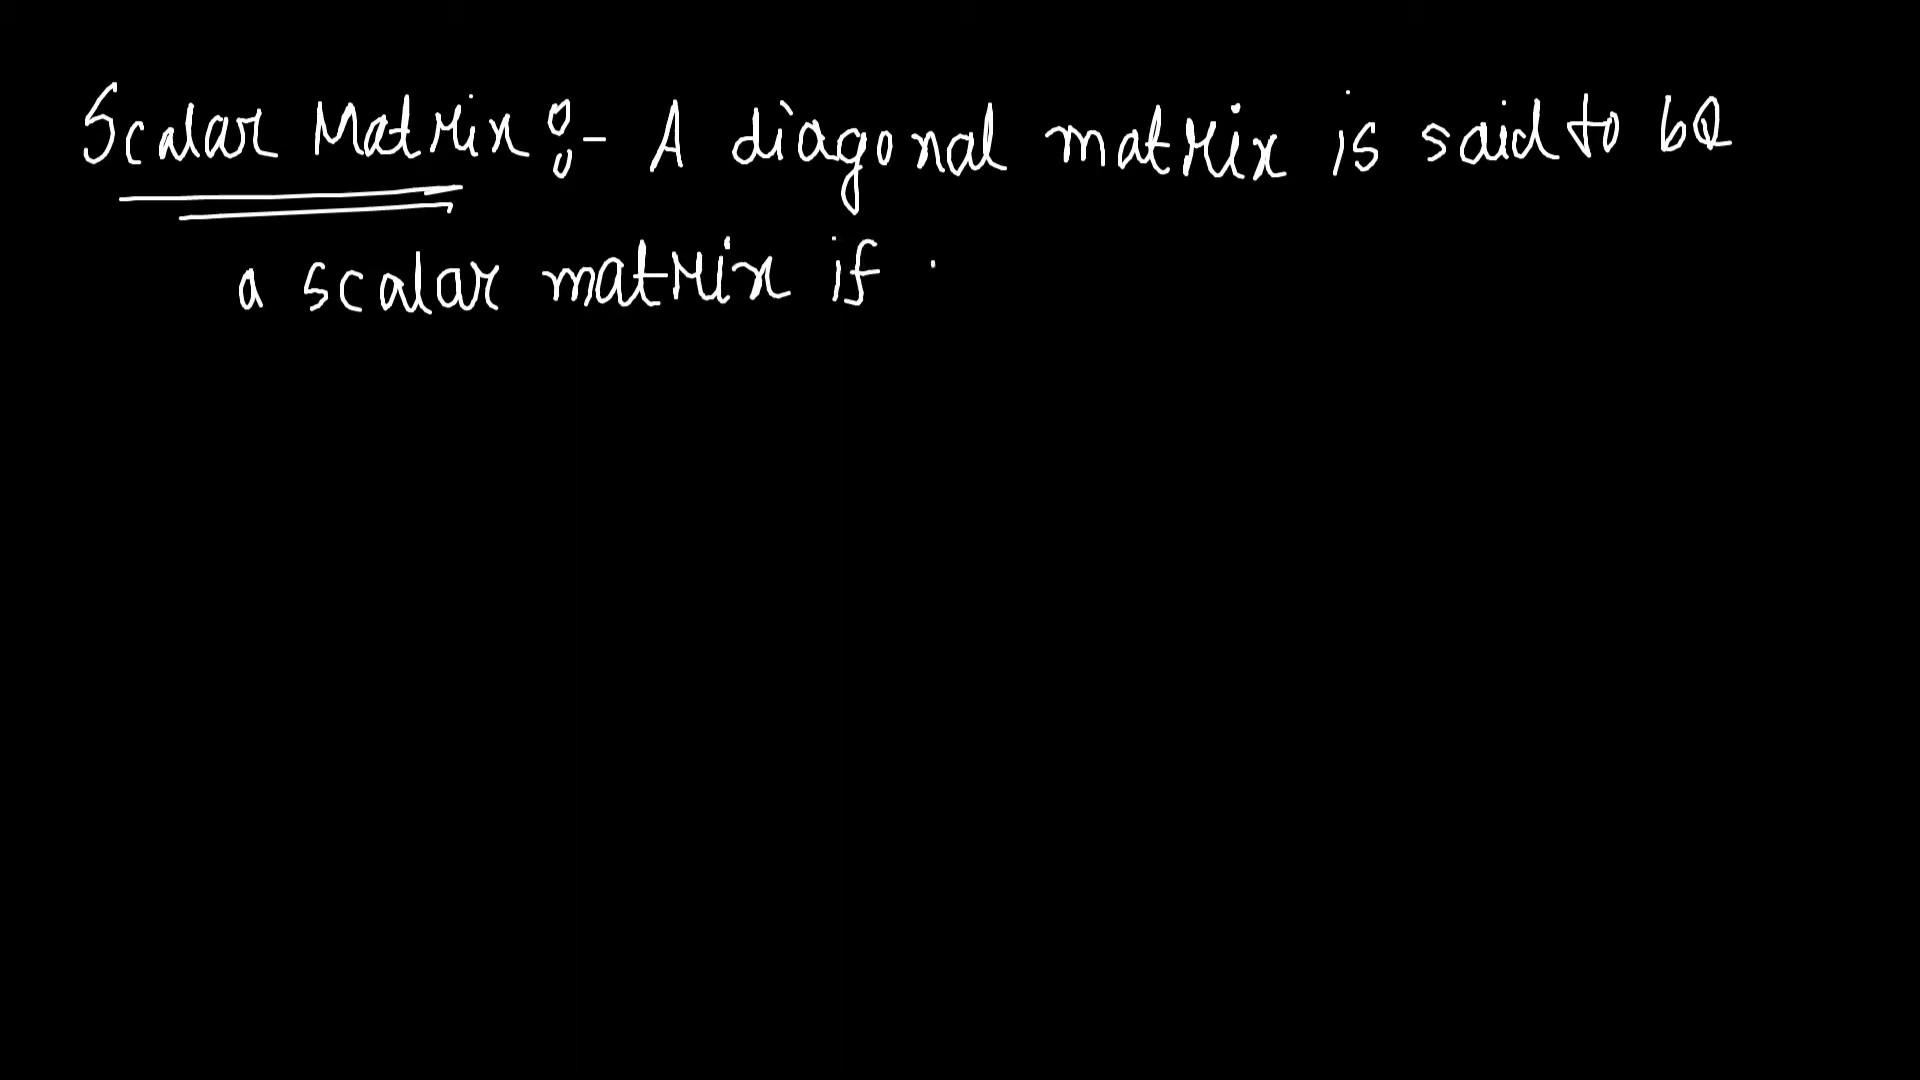 Scalar Matrix :- A diagonal matrix is said to be
a scalar matrix if